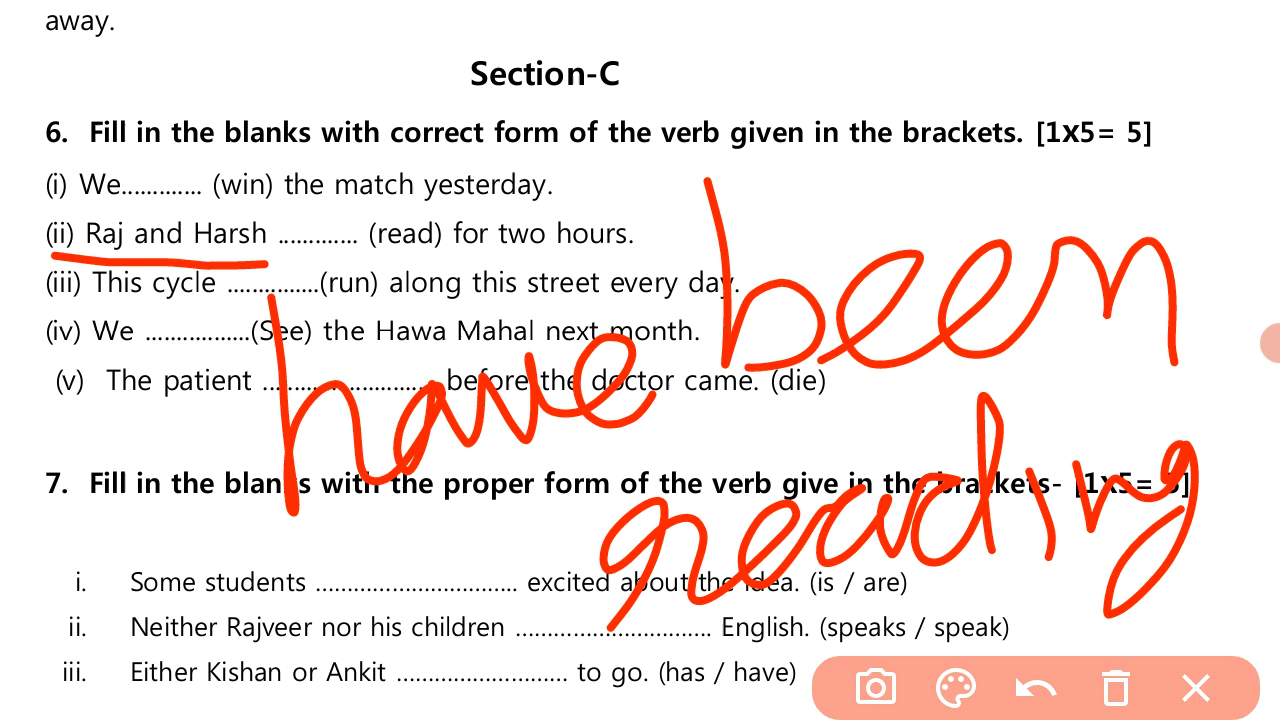 away.
Section-C
6. Fill in the blanks with correct form of the verb given in the brackets. [1x5= 5]
(i) We............. (win) the match yesterday.
(ii) Raj and Harsh ............. (read) for two hours.
(iii) This cycle ...............(run) along this street every day.
(iv) We .................(See) the Hawa Mahal next month.
(v) The patient .............................. before the doctor came. (die)
have been
reading
7. Fill in the blanks with the proper form of the verb give in the brackets- [1x5= 5]
i. Some students ................................ excited about the idea. (is / are)
ii. Neither Rajveer nor his children ................................ English. (speaks / speak)
iii. Either Kishan or Ankit ............................ to go. (has / have)